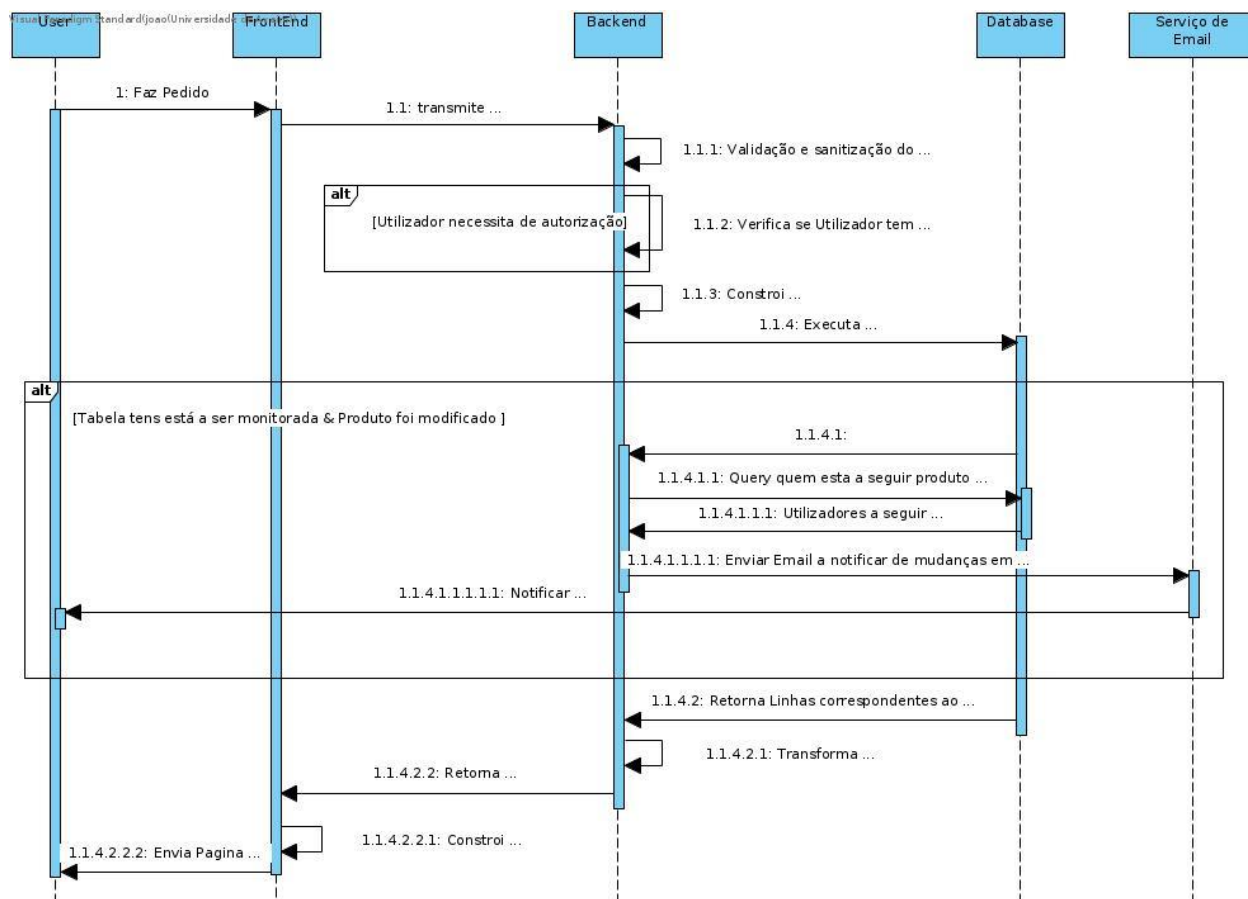 Visual Paradigm Standard(joao(Universidade
User
FrontEnd
Backend
Database
Serviço de
Email
1: Faz Pedido
1.1: transmite ...
1.1.1: Validação e sanitização do ...
alt
[Utilizador necessita de autorização]
1.1.2: Verifica se Utilizador tem ...
1.1.3: Constroi ...
1.1.4: Executa ...
alt
[Tabela tens está a ser monitorada & Produto foi modificado ]
1.1.4.1:
1.1.4.1.1: Query quem esta a seguir produto ...
1.1.4.1.1.1: Utilizadores a seguir ...
1.1.4.1.1.1.1: Enviar Email a notificar de mudanças em ...
1.1.4.1.1.1.1.1: Notificar ...
1.1.4.2: Retorna Linhas correspondentes ao ...
1.1.4.2.1: Transforma ...
1.1.4.2.2: Retorna ...
1.1.4.2.2.1: Constroi ...
1.1.4.2.2.2: Envia Pagina ...